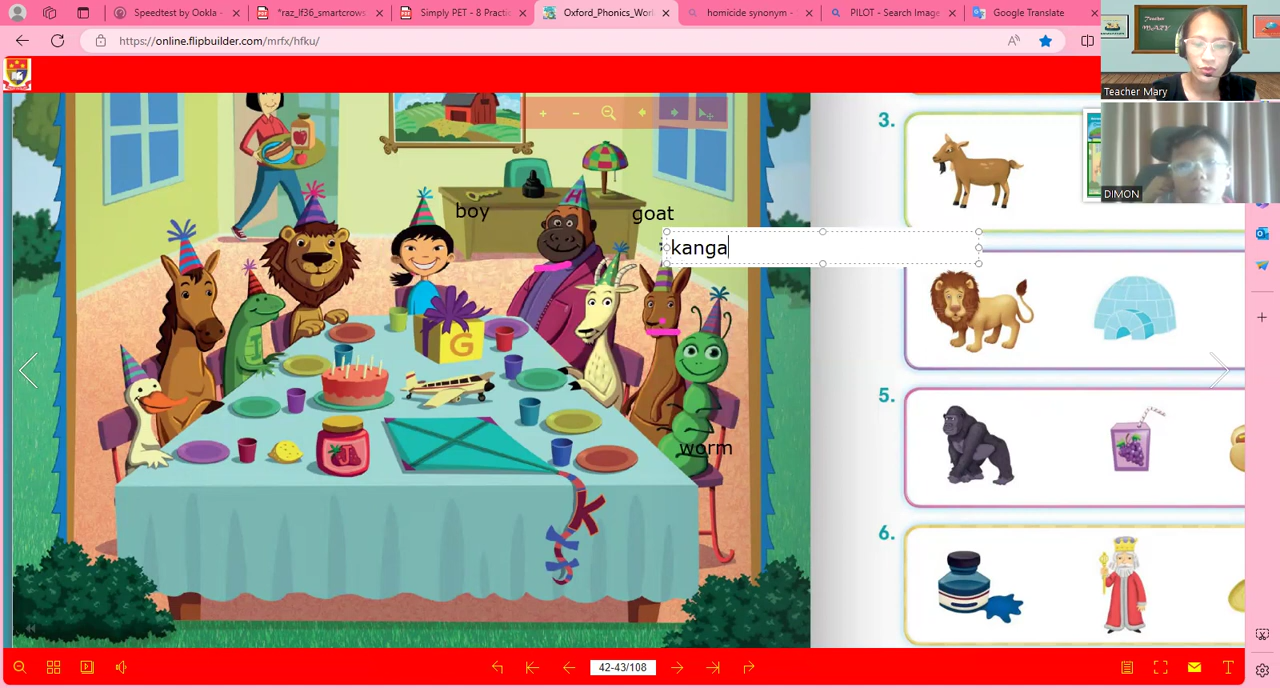 Speedtest by Ookla -
*raz_lf36_smartcrows
Simply PET - 8 Practic
Oxford_Phonics_Worl
homicide synonym -
PILOT - Search Image
Google Translate
https://online.flipbuilder.com/mrfx/hfku/
Teacher Mary
DIMON
3.
boy
goat
H
kanga
I
G
5.
worm
J
K
6.
42-43/108